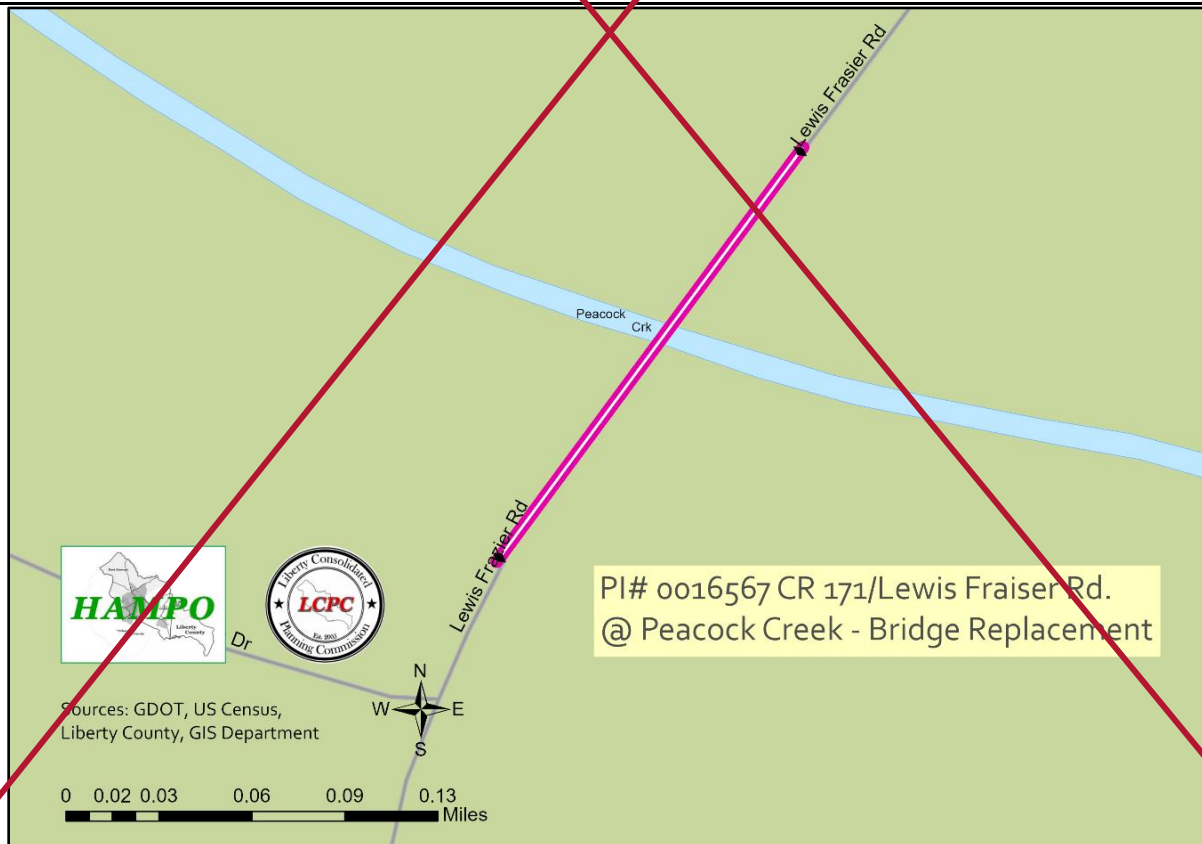 Lewis Frasier Rd
Peacock
Crk
Lewis Frazier Rd
HAMPO
Liberty
County
Liberty Consolidated
LCPC
Planning Commission
Dr
PI# 0016567 CR 171/Lewis Fraiser Rd.
@ Peacock Creek - Bridge Replacement
N
W E
S
Sources: GDOT, US Census,
Liberty County, GIS Department
0 0.02 0.03 0.06 0.09 0.13
Miles